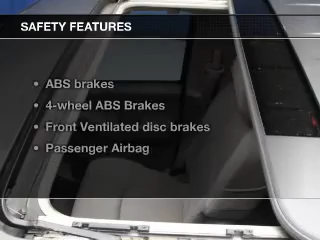 SAFETY FEATURES
• ABS brakes
• 4-wheel ABS Brakes
• Front Ventilated disc brakes
• Passenger Airbag